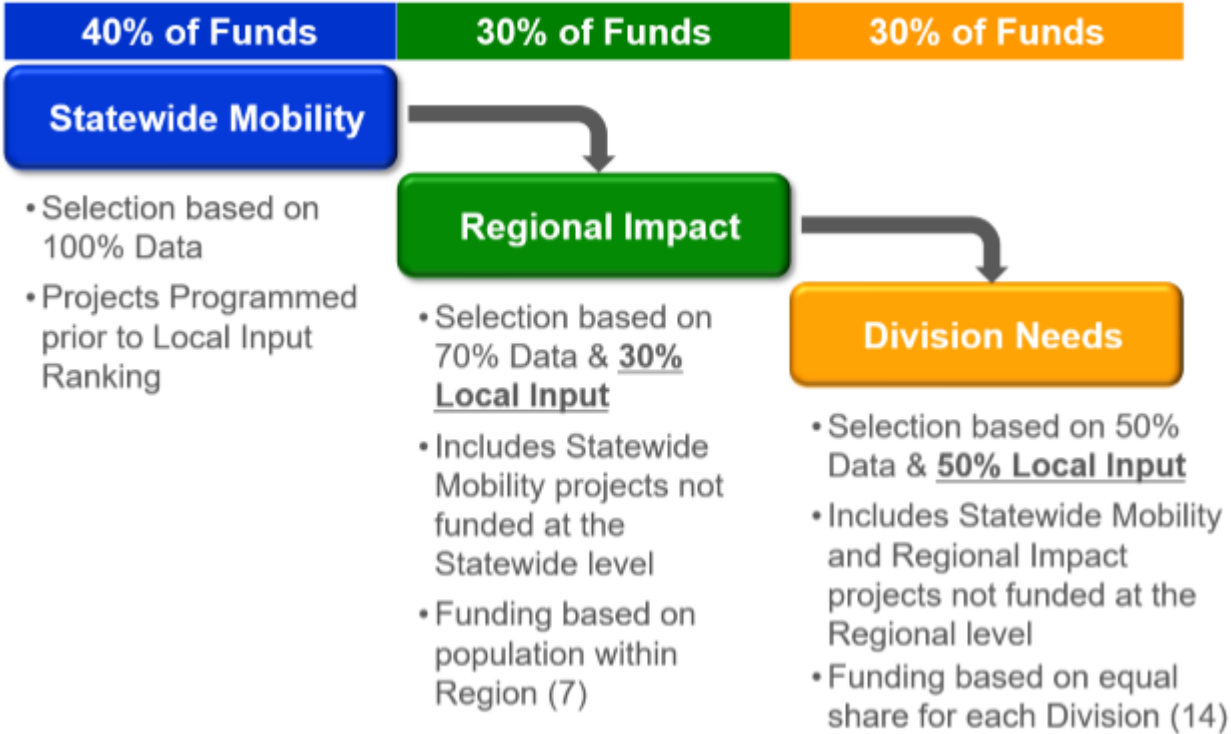 40% of Funds
30% of Funds
30% of Funds
Statewide Mobility
• Selection based on
100% Data
• Projects Programmed
prior to Local Input
Ranking
Regional Impact
• Selection based on
70% Data & 30%
Local Input
• Includes Statewide
Mobility projects not
funded at the
Statewide level
• Funding based on
population within
Region (7)
Division Needs
• Selection based on 50%
Data & 50% Local Input
• Includes Statewide Mobility
and Regional Impact
projects not funded at the
Regional level
• Funding based on equal
share for each Division (14)